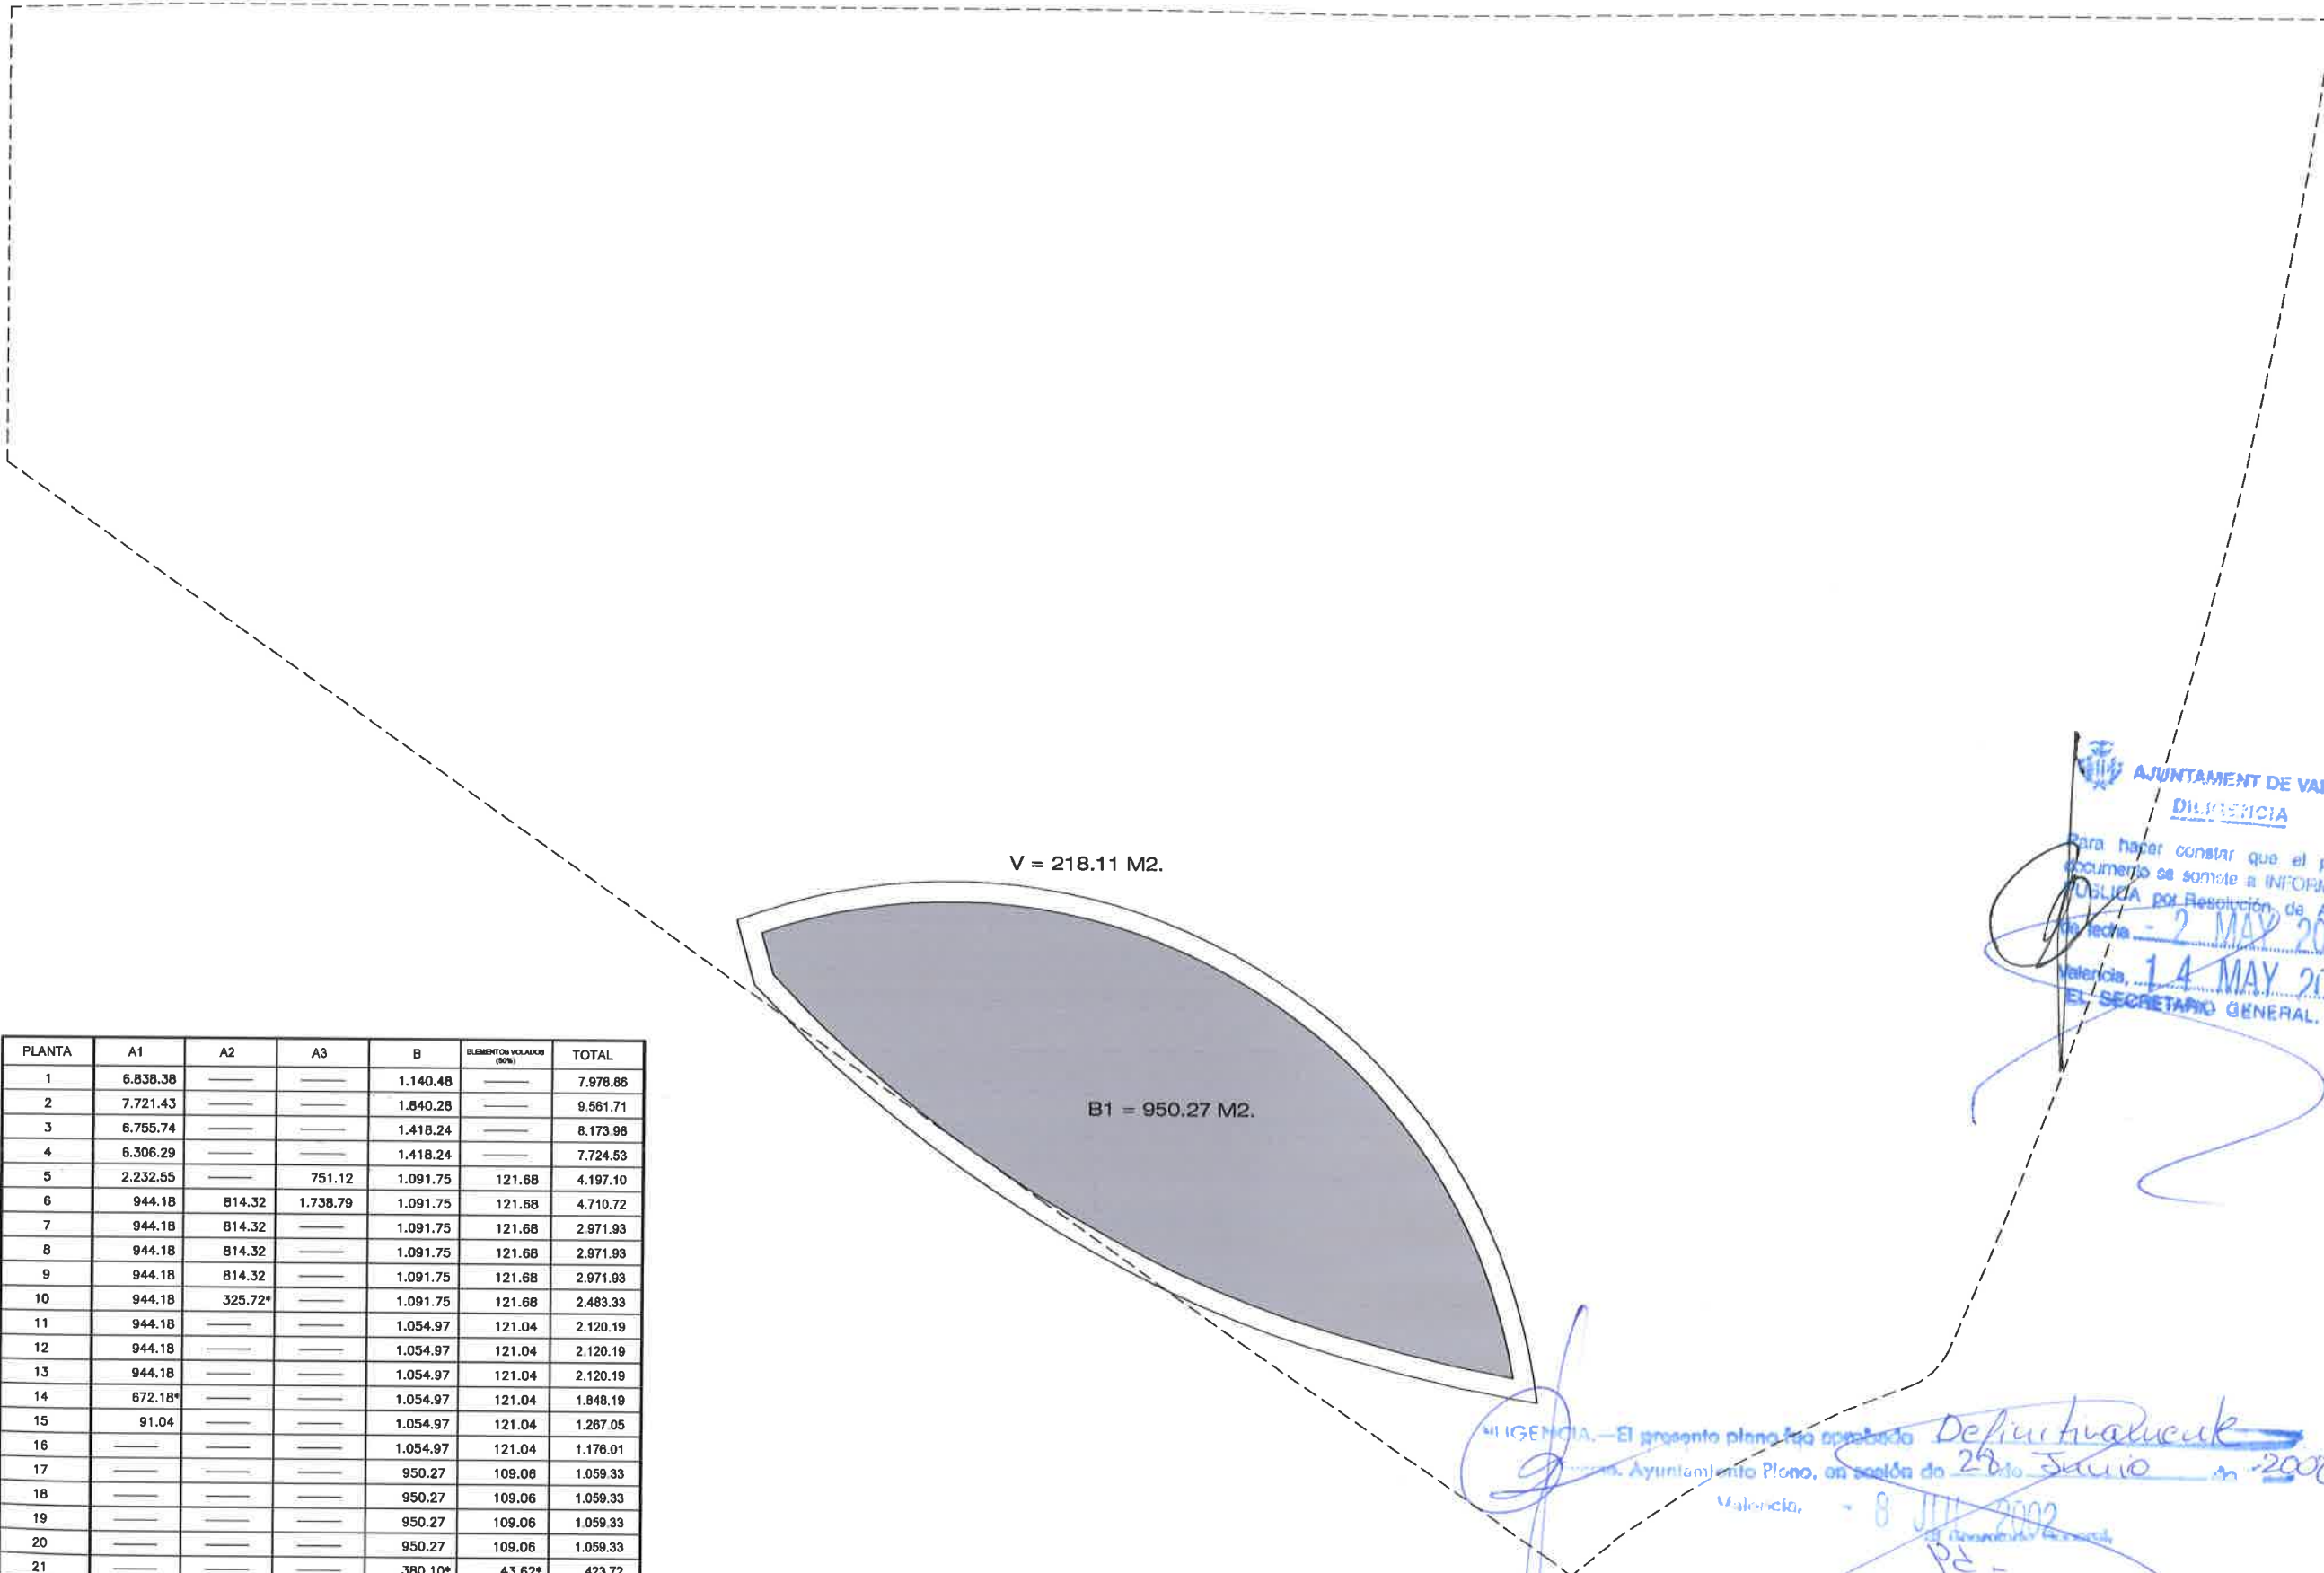 V = 218.11 M2.
B1 = 950.27 M2.
AJUNTAMENT DE
DILIGENCIA
Para hacer constar que el
documento se somete a
PUBLICA por Resolución de
de fecha - 2 MAY
Valencia, 14 MAY
EL SECRETARIO GENERAL.
PLANTA A1 A2 A3 B ELEMENTOS VOLADOS (50%) TOTAL
1 6.838.38 —— —— 1.140.48 —— 7.978.86
2 7.721.43 —— —— 1.840.28 —— 9.561.71
3 6.755.74 —— —— 1.418.24 —— 8.173.98
4 6.306.29 —— —— 1.418.24 —— 7.724.53
5 2.232.55 —— 751.12 1.091.75 121.68 4.197.10
6 944.18 814.32 1.738.79 1.091.75 121.68 4.710.72
7 944.18 814.32 —— 1.091.75 121.68 2.971.93
8 944.18 814.32 —— 1.091.75 121.68 2.971.93
9 944.18 814.32 —— 1.091.75 121.68 2.971.93
10 944.18 325.72* —— 1.091.75 121.68 2.483.33
11 944.18 —— —— 1.054.97 121.04 2.120.19
12 944.18 —— —— 1.054.97 121.04 2.120.19
13 944.18 —— —— 1.054.97 121.04 2.120.19
14 672.18* —— —— 1.054.97 121.04 1.848.19
15 91.04 —— —— 1.054.97 121.04 1.267.05
16 —— —— —— 1.054.97 121.04 1.176.01
17 —— —— —— 950.27 109.06 1.059.33
18 —— —— —— 950.27 109.06 1.059.33
19 —— —— —— 950.27 109.06 1.059.33
20 —— —— —— 950.27 109.06 1.059.33
21 —— —— —— 380.10* 43.62* 423.72
DILIGENCIA.—El presente plano fue aprobado Definitivamente
Ayuntamiento Pleno, en sesión de 28 de Junio
Valencia, - 8 JUL 2002